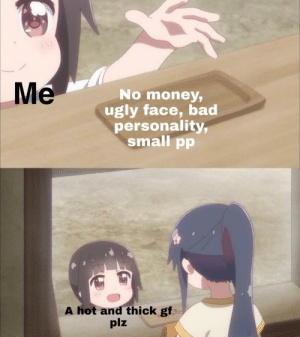 Me
No money,
ugly face, bad
personality,
small pp
A hot and thick gf
plz